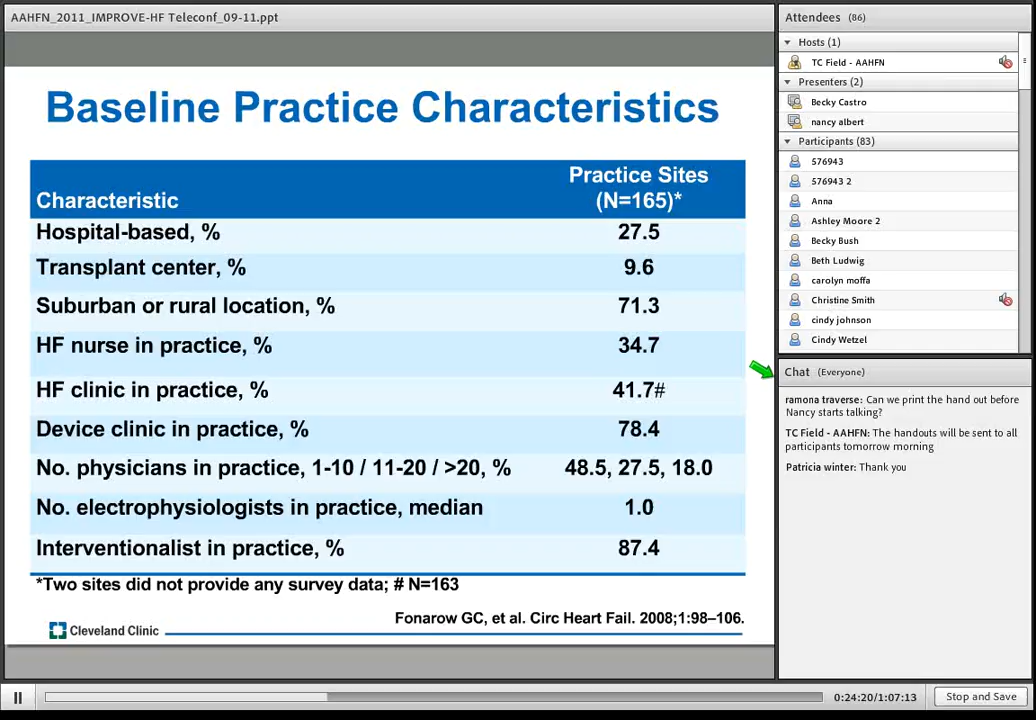 AAHFN_2011_IMPROVE-HF Teleconf_09-11.ppt
Baseline Practice Characteristics
Characteristic Practice Sites (N=165)*
Hospital-based, % 27.5
Transplant center, % 9.6
Suburban or rural location, % 71.3
HF nurse in practice, % 34.7
HF clinic in practice, % 41.7#
Device clinic in practice, % 78.4
No. physicians in practice, 1-10 / 11-20 / >20, % 48.5, 27.5, 18.0
No. electrophysiologists in practice, median 1.0
Interventionalist in practice, % 87.4
*Two sites did not provide any survey data; # N=163
Fonarow GC, et al. Circ Heart Fail. 2008;1:98–106.
Cleveland Clinic
Attendees (86)
Hosts (1)
TC Field - AAHFN
Presenters (2)
Becky Castro
nancy albert
Participants (83)
576943
576943 2
Anna
Ashley Moore 2
Becky Bush
Beth Ludwig
carolyn moffa
Christine Smith
cindy johnson
Cindy Wetzel
Chat (Everyone)
ramona traverse: Can we print the hand out before
Nancy starts talking?
TC Field - AAHFN: The handouts will be sent to all
participants tomorrow morning
Patricia winter: Thank you
0:24:20/1:07:13
Stop and Save